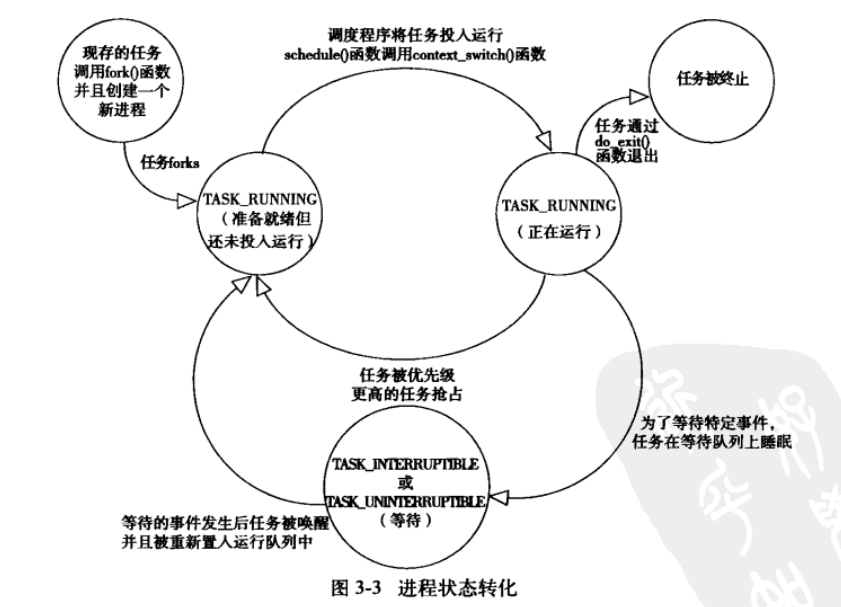 现存的任务
调用fork()函数
并且创建一个
新进程
调度程序将任务投入运行
schedule()函数调用context_switch()函数
任务被终止
任务通过
do_exit()
函数退出
任务forks
TASK_RUNNING
（准备就绪但
还未投入运行）
TASK_RUNNING
（正在运行）
任务被优先级
更高的任务抢占
为了等待特定事件，
任务在等待队列上睡眠
TASK_INTERRUPTIBLE
或
TASK_UNINTERRUPTIBLE
（等待）
等待的事件发生后任务被唤醒
并且被重新置入运行队列中
图 3-3 进程状态转化